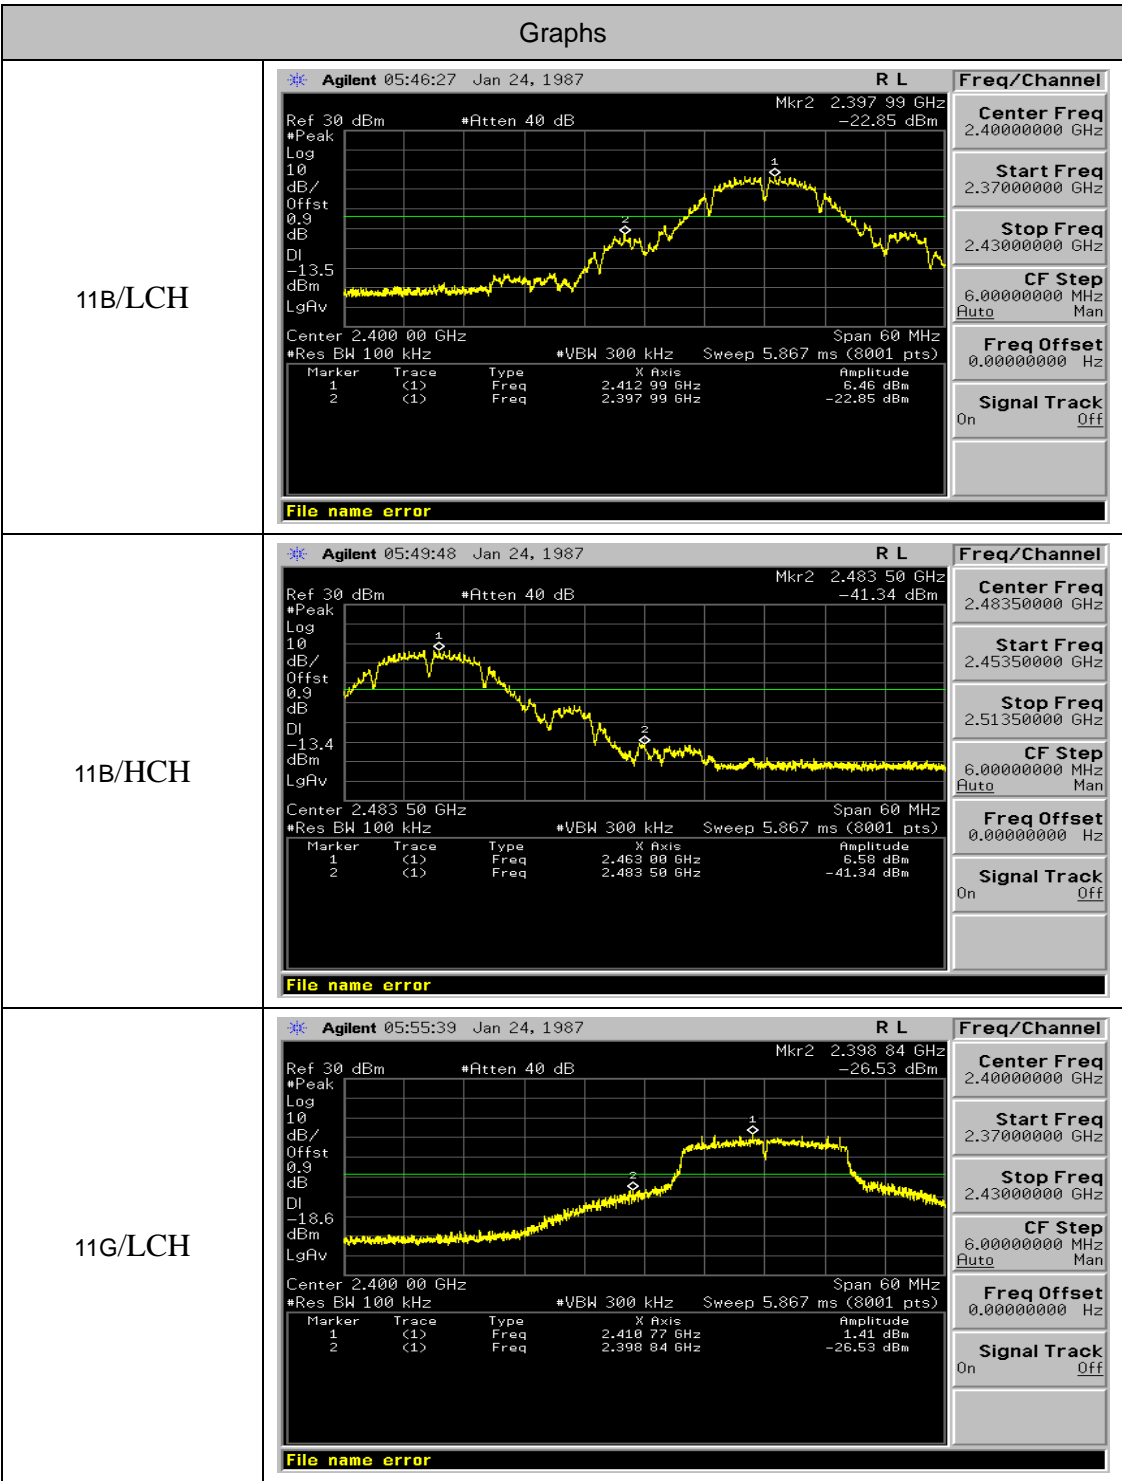 Graphs
11B/LCH
Agilent 05:46:27 Jan 24, 1987 R L Freq/Channel
Mkr2 2.397 99 GHz
Ref 30 dBm #Atten 40 dB -22.85 dBm
#Peak
Log
10
dB/
Offst
0.9
dB
DI
-13.5
dBm
LgAv
1
2
Center 2.400 00 GHz Span 60 MHz
#Res BW 100 kHz #VBW 300 kHz Sweep 5.867 ms (8001 pts)
Marker Trace Type X Axis Amplitude
1 (1) Freq 2.412 99 GHz 6.46 dBm
2 (1) Freq 2.397 99 GHz -22.85 dBm
File name error
Center Freq
2.40000000 GHz
Start Freq
2.37000000 GHz
Stop Freq
2.43000000 GHz
CF Step
6.00000000 MHz
Auto Man
Freq Offset
0.00000000 Hz
Signal Track
On Off
11B/HCH
Agilent 05:49:48 Jan 24, 1987 R L Freq/Channel
Mkr2 2.483 50 GHz
Ref 30 dBm #Atten 40 dB -41.34 dBm
#Peak
Log
10
dB/
Offst
0.9
dB
DI
-13.4
dBm
LgAv
1
2
Center 2.483 50 GHz Span 60 MHz
#Res BW 100 kHz #VBW 300 kHz Sweep 5.867 ms (8001 pts)
Marker Trace Type X Axis Amplitude
1 (1) Freq 2.463 00 GHz 6.58 dBm
2 (1) Freq 2.483 50 GHz -41.34 dBm
File name error
Center Freq
2.48350000 GHz
Start Freq
2.45350000 GHz
Stop Freq
2.51350000 GHz
CF Step
6.00000000 MHz
Auto Man
Freq Offset
0.00000000 Hz
Signal Track
On Off
11G/LCH
Agilent 05:55:39 Jan 24, 1987 R L Freq/Channel
Mkr2 2.398 84 GHz
Ref 30 dBm #Atten 40 dB -26.53 dBm
#Peak
Log
10
dB/
Offst
0.9
dB
DI
-18.6
dBm
LgAv
1
2
Center 2.400 00 GHz Span 60 MHz
#Res BW 100 kHz #VBW 300 kHz Sweep 5.867 ms (8001 pts)
Marker Trace Type X Axis Amplitude
1 (1) Freq 2.410 77 GHz 1.41 dBm
2 (1) Freq 2.398 84 GHz -26.53 dBm
File name error
Center Freq
2.40000000 GHz
Start Freq
2.37000000 GHz
Stop Freq
2.43000000 GHz
CF Step
6.00000000 MHz
Auto Man
Freq Offset
0.00000000 Hz
Signal Track
On Off